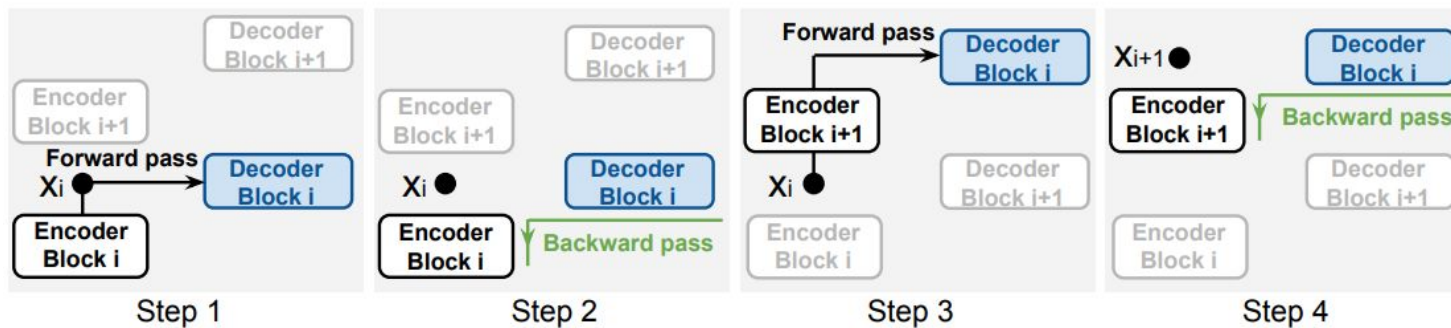 Decoder
Block i+1
Encoder
Block i+1
Forward pass
Xi
Decoder
Block i
Encoder
Block i
Step 1
Decoder
Block i+1
Encoder
Block i+1
Xi
Decoder
Block i
Encoder
Block i
Backward pass
Step 2
Forward pass
Decoder
Block i
Encoder
Block i+1
Xi
Decoder
Block i+1
Encoder
Block i
Step 3
Xi+1
Decoder
Block i
Encoder
Block i+1
Backward pass
Decoder
Block i+1
Encoder
Block i
Step 4